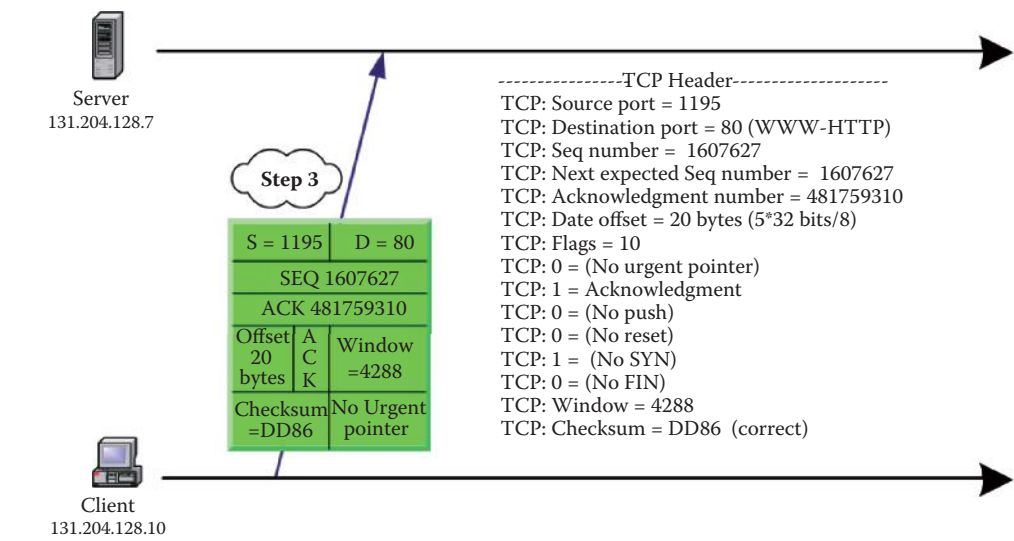 Server
131.204.128.7
Step 3
S = 1195 D = 80
SEQ 1607627
ACK 481759310
Offset
20
bytes
A
C
K
Window
=4288
Checksum
=DD86
No Urgent
pointer
-----------------TCP Header--------------------
TCP: Source port = 1195
TCP: Destination port = 80 (WWW-HTTP)
TCP: Seq number = 1607627
TCP: Next expected Seq number = 1607627
TCP: Acknowledgment number = 481759310
TCP: Date offset = 20 bytes (5*32 bits/8)
TCP: Flags = 10
TCP: 0 = (No urgent pointer)
TCP: 1 = Acknowledgment
TCP: 0 = (No push)
TCP: 0 = (No reset)
TCP: 1 = (No SYN)
TCP: 0 = (No FIN)
TCP: Window = 4288
TCP: Checksum = DD86 (correct)
Client
131.204.128.10